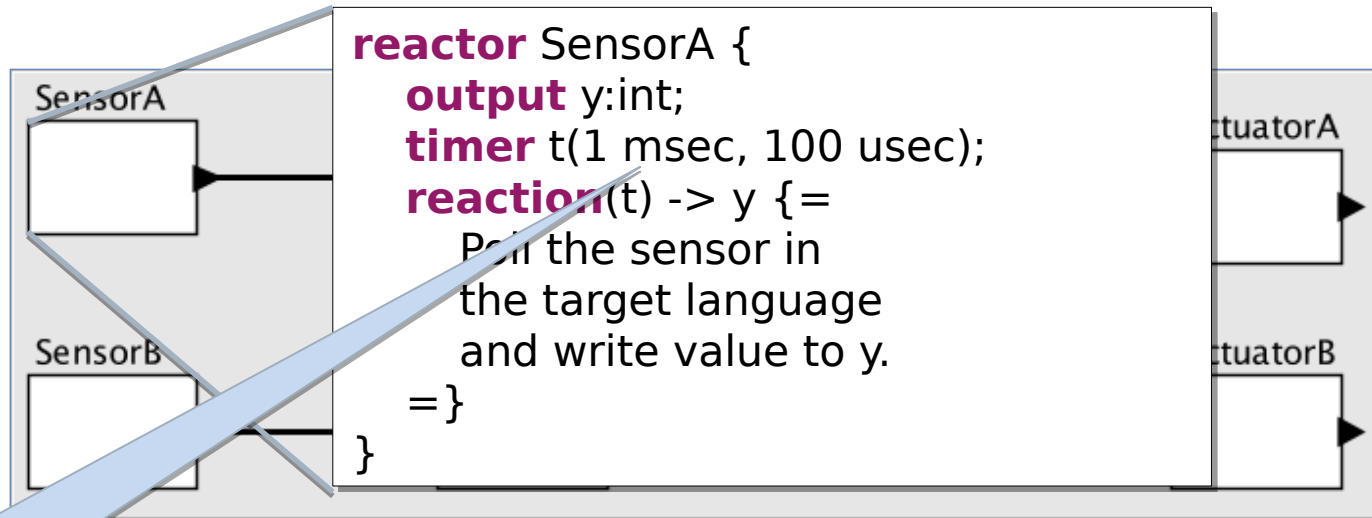 reactor SensorA {
output y:int;
timer t(1 msec, 100 usec);
reaction(t) -> y {=
Poll the sensor in
the target language
and write value to y.
=}
}
SensorA
ctuatorA
SensorB
ctuatorB